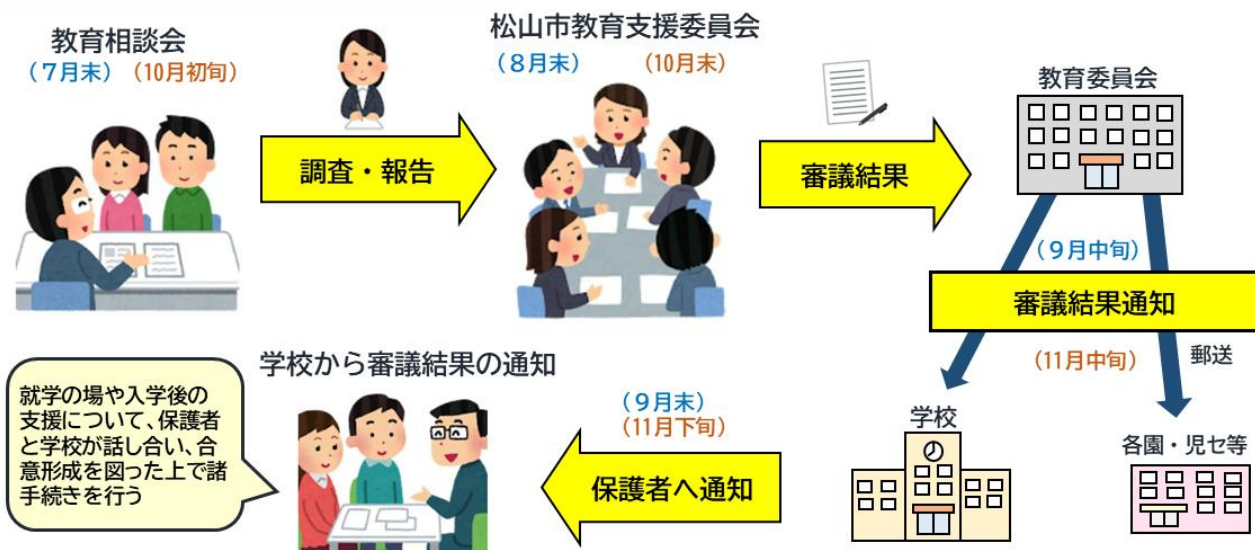 教育相談会
（7月末）（10月初旬）
調査・報告
松山市教育支援委員会
（8月末）（10月末）
審議結果
教育委員会
（9月中旬）
審議結果通知
（11月中旬）
郵送
学校
各園・児セ等
（9月末）
（11月下旬）
保護者へ通知
学校から審議結果の通知
就学の場や入学後の
支援について、保護者
と学校が話し合い、合
意形成を図った上で諸
手続きを行う